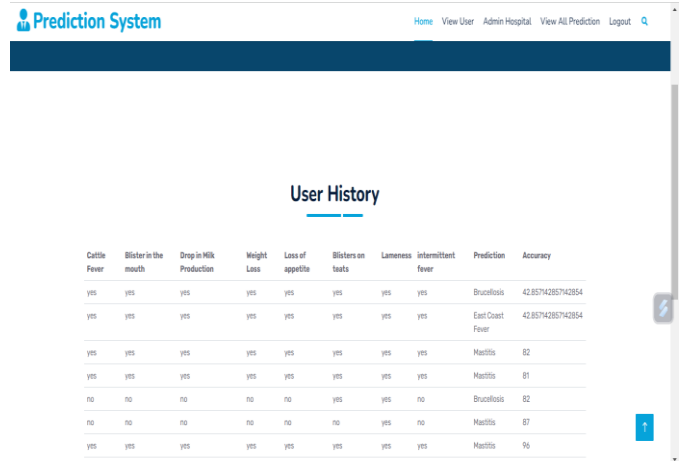 Prediction System
Home View User Admin Hospital View All Prediction Logout
User History
Cattle Fever Blister in the mouth Drop in Milk Production Weight Loss Loss of appetite Blisters on teats Lameness intermittent fever Prediction Accuracy
yes yes yes yes yes yes yes yes Brucellosis 42.857142857142854
yes yes yes yes yes yes yes yes East Coast Fever 42.857142857142854
yes yes yes yes yes yes yes yes Mastitis 82
yes yes yes yes yes yes yes yes Mastitis 81
no no no no no yes yes no Brucellosis 82
no no no no no no yes no Mastitis 87
yes yes yes yes yes yes yes yes Mastitis 96